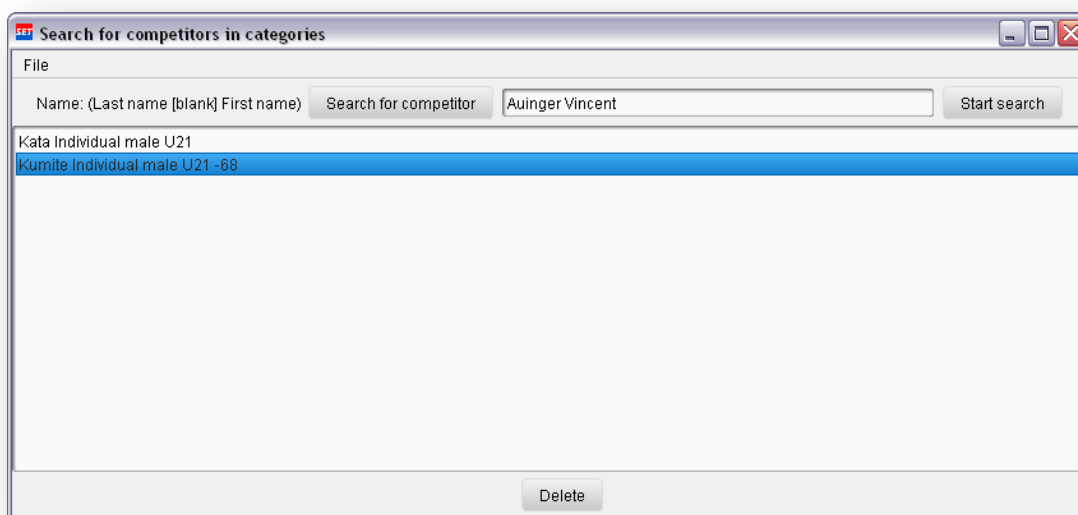 SET Search for competitors in categories
File
Name: (Last name [blank] First name) Search for competitor Auinger Vincent Start search
Kata Individual male U21
Kumite Individual male U21 -68
Delete